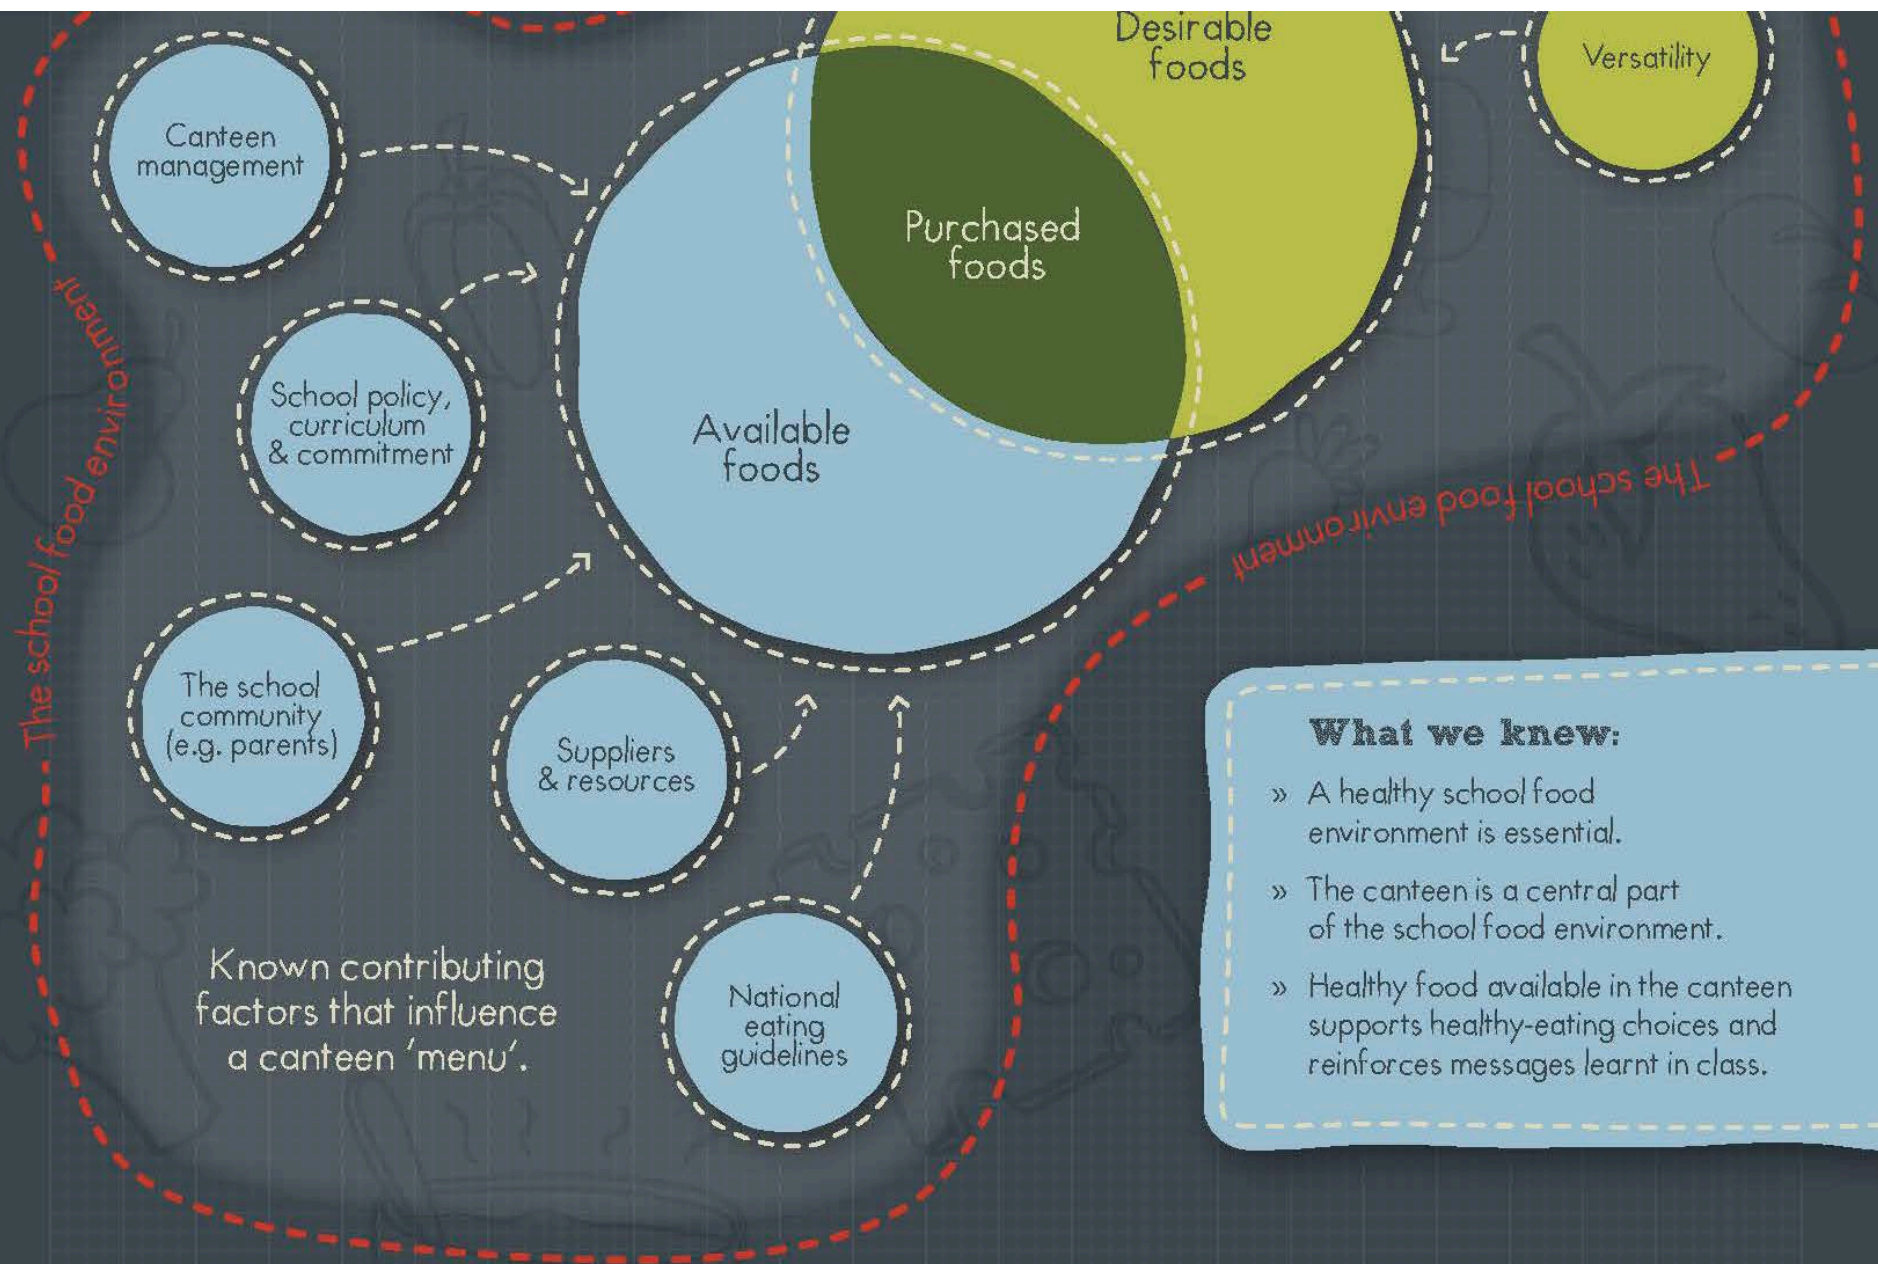 Desirable
foods
Versatility
Canteen
management
Purchased
foods
The school food environment
School policy,
curriculum
& commitment
Available
foods
The school food environment
The school
community
(e.g. parents)
Suppliers
& resources
What we knew:
» A healthy school food
environment is essential.
» The canteen is a central part
of the school food environment.
» Healthy food available in the canteen
supports healthy-eating choices and
reinforces messages learnt in class.
Known contributing
factors that influence
a canteen 'menu'.
National
eating
guidelines